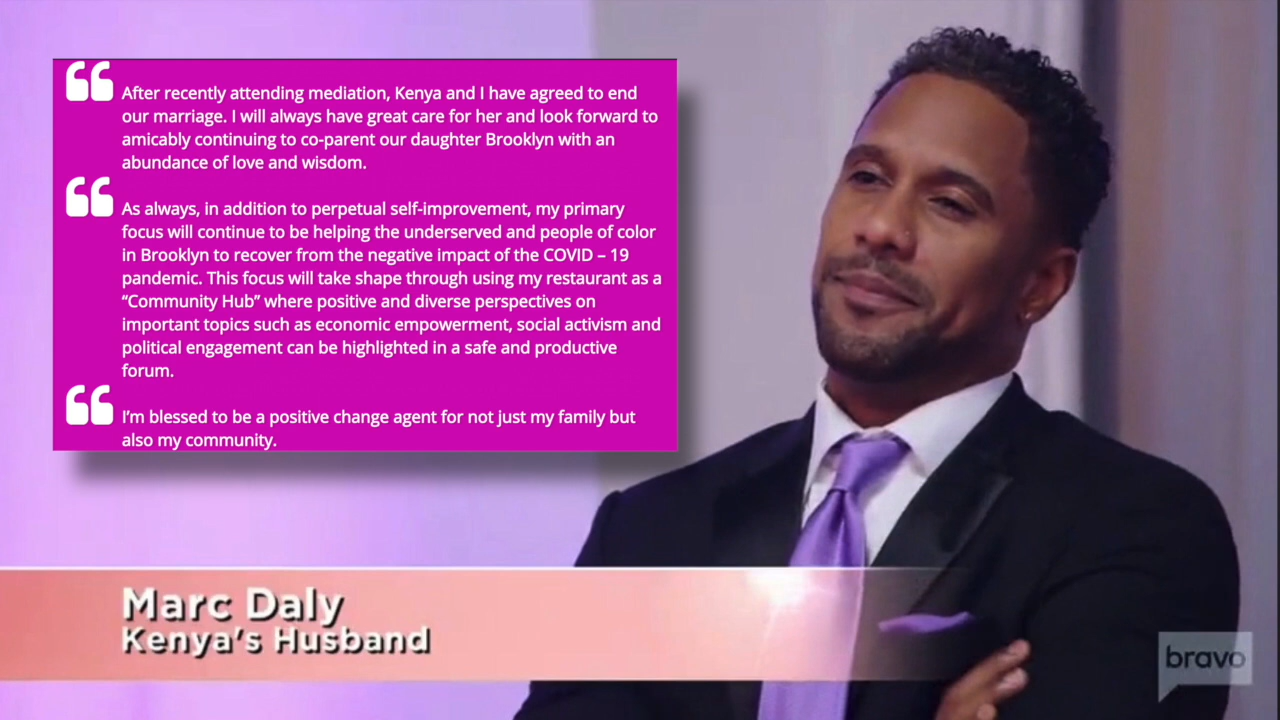 After recently attending mediation, Kenya and I have agreed to end
our marriage. I will always have great care for her and look forward to
amicably continuing to co-parent our daughter Brooklyn with an
abundance of love and wisdom.
As always, in addition to perpetual self-improvement, my primary
focus will continue to be helping the underserved and people of color
in Brooklyn to recover from the negative impact of the COVID – 19
pandemic. This focus will take shape through using my restaurant as a
“Community Hub” where positive and diverse perspectives on
important topics such as economic empowerment, social activism and
political engagement can be highlighted in a safe and productive
forum.
I’m blessed to be a positive change agent for not just my family but
also my community.
Marc Daly
Kenya's Husband
bravo